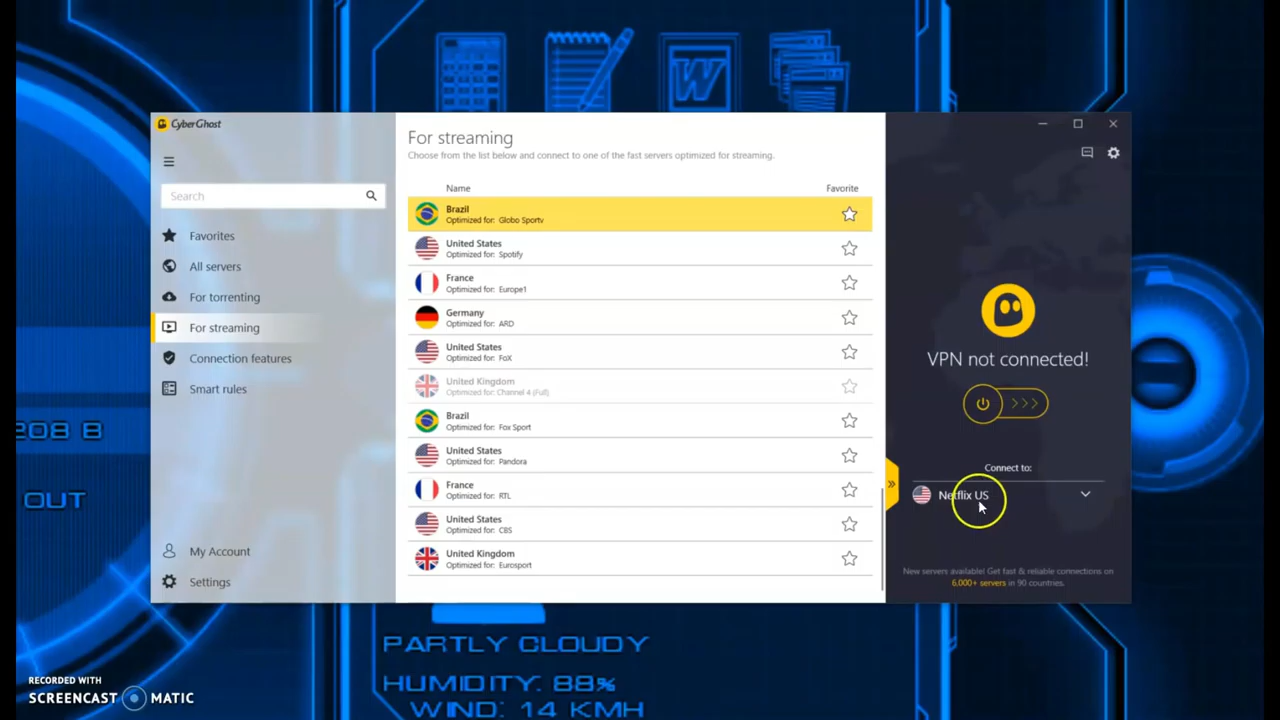 CyberGhost
Search
Favorites
All servers
For torrenting
For streaming
Connection features
Smart rules
My Account
Settings
For streaming
Choose from the list below and connect to one of the fast servers optimized for streaming.
Name Favorite
Brazil
Optimized for: Globo Sportv
United States
Optimized for: Spotify
France
Optimized for: Europe1
Germany
Optimized for: ARD
United States
Optimized for: FoX
United Kingdom
Optimized for: Channel 4 (Full)
Brazil
Optimized for: Fox Sport
United States
Optimized for: Pandora
France
Optimized for: RTL
United States
Optimized for: CBS
United Kingdom
Optimized for: Eurosport
VPN not connected!
Connect to:
Netflix US
New servers available! Get fast & reliable connections on
6,000+ servers in 90 countries.
W
208 B
OUT
PARTLY CLOUDY
HUMIDITY: 88%
WIND: 14 KMH
RECORDED WITH
SCREENCAST MATIC